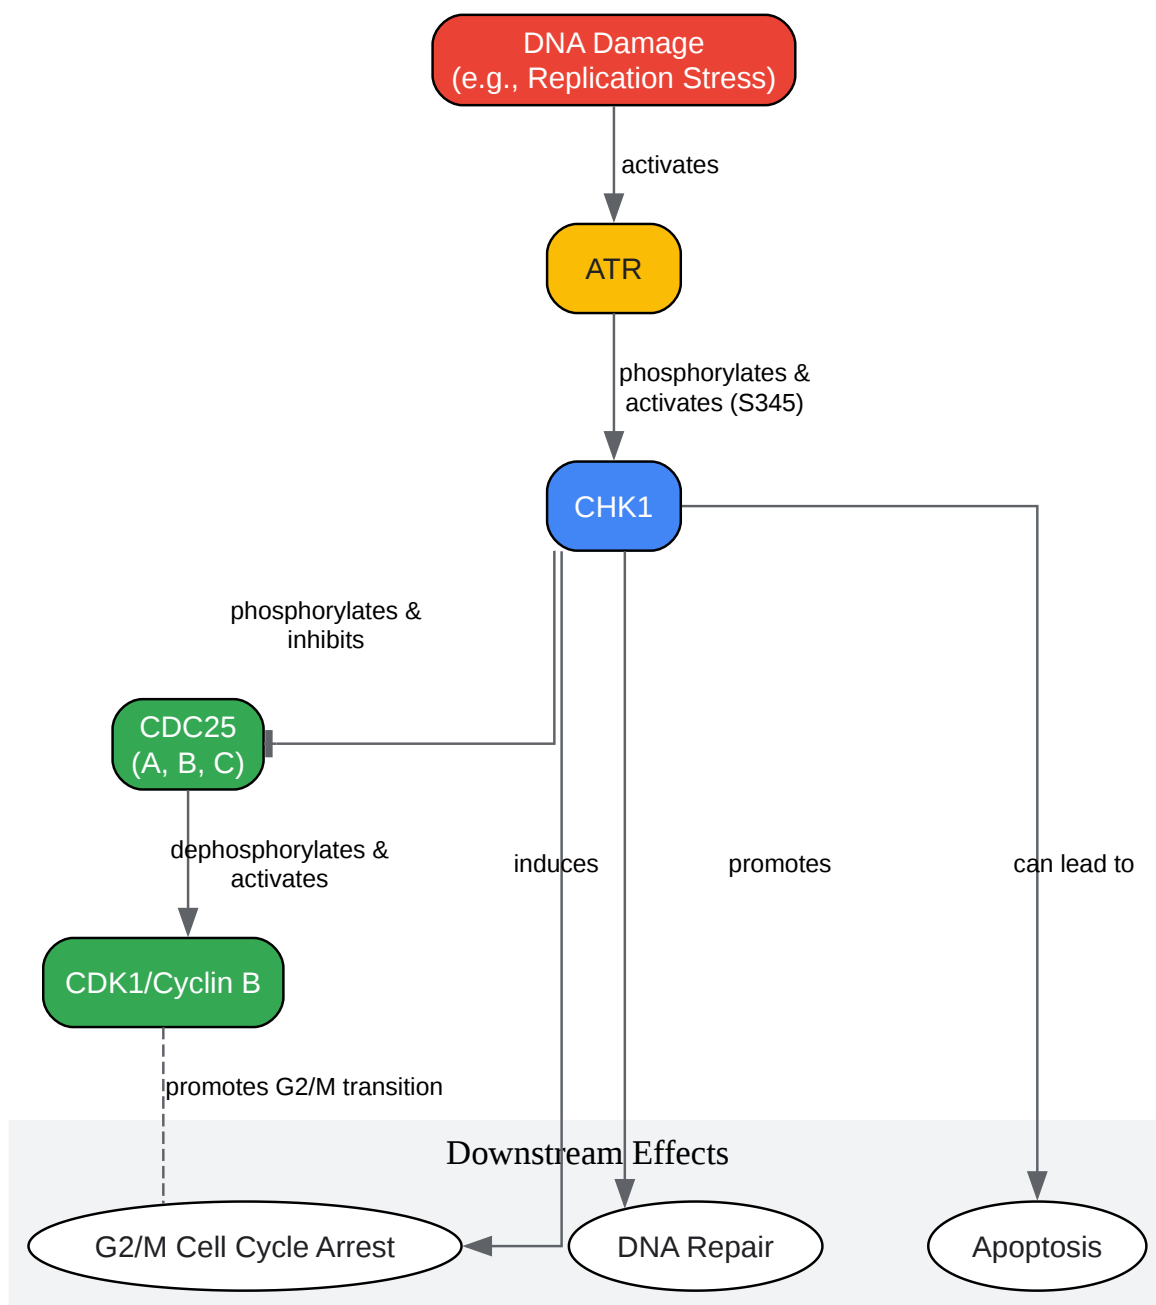 DNA Damage
(e.g., Replication Stress)
activates
ATR
phosphorylates &
activates (S345)
CHK1
phosphorylates &
inhibits
CDC25
(A, B, C)
dephosphorylates &
activates
induces
promotes
can lead to
CDK1/Cyclin B
promotes G2/M transition
Downstream Effects
G2/M Cell Cycle Arrest
DNA Repair
Apoptosis